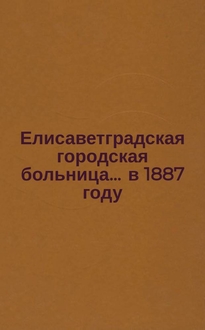 Елисаветградская
городская
больница... в 1887
году